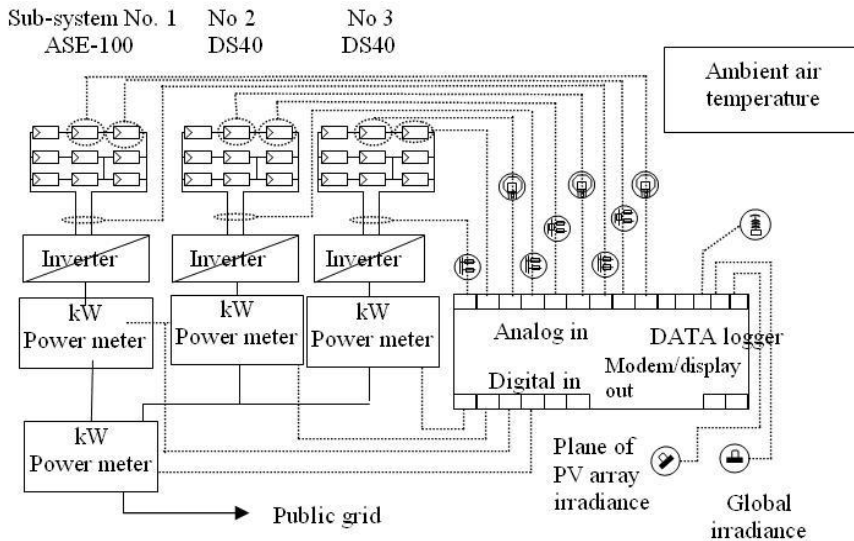 Sub-system No. 1
ASE-100
No 2
DS40
No 3
DS40
Ambient air
temperature
Inverter
Inverter
Inverter
kW
Power meter
kW
Power meter
kW
Power meter
Analog in
DATA logger
Modem/display
out
Digital in
kW
Power meter
Plane of
PV array
irradiance
Global
irradiance
Public grid